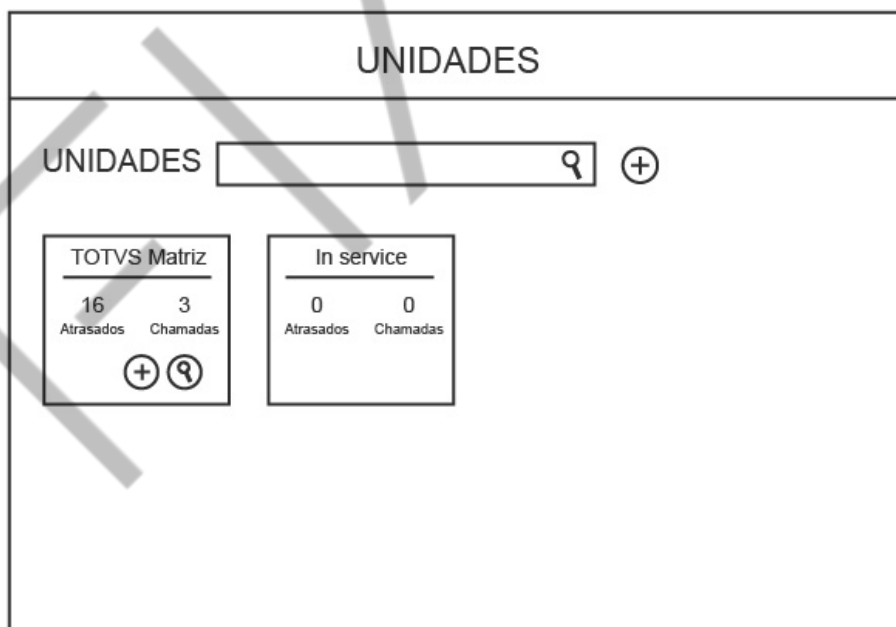 UNIDADES
UNIDADES
TOTVS Matriz
16 3
Atrasados Chamadas
In service
0 0
Atrasados Chamadas